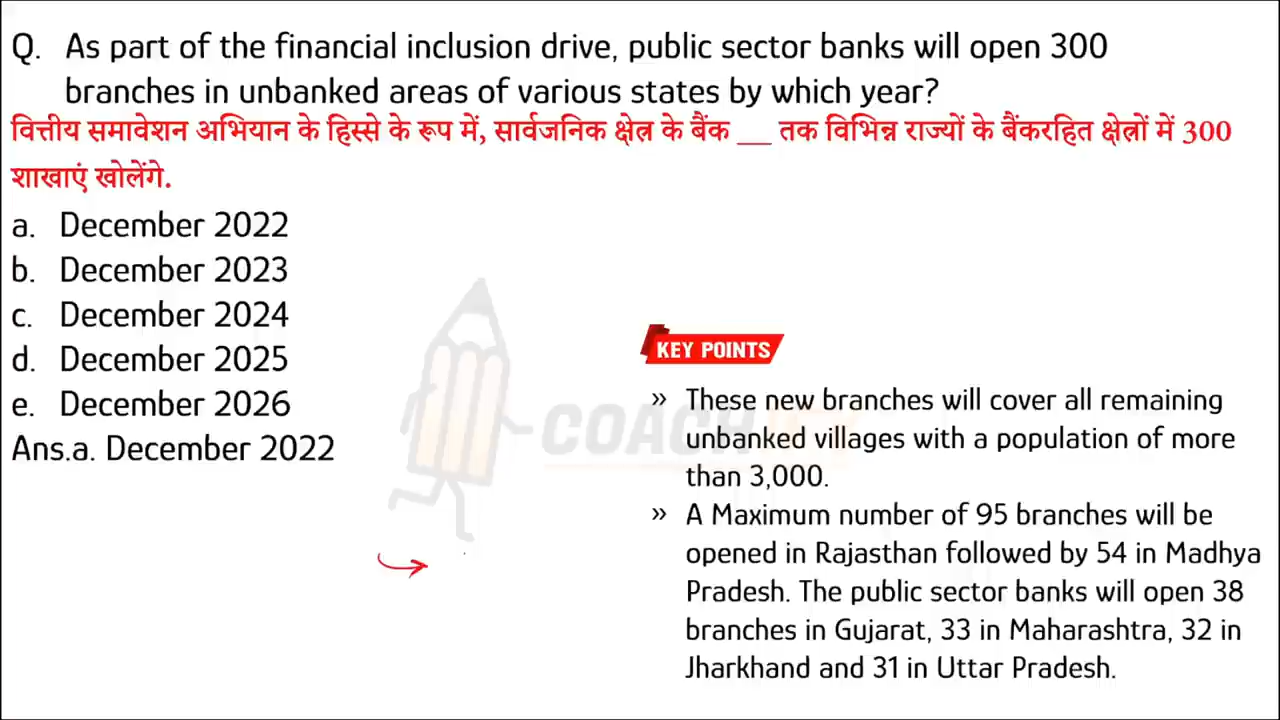 Q. As part of the financial inclusion drive, public sector banks will open 300
branches in unbanked areas of various states by which year?
वित्तीय समावेशन अभियान के हिस्से के रूप में, सार्वजनिक क्षेत्र के बैंक __ तक विभिन्न राज्यों के बैंकरहित क्षेत्रों में 300
शाखाएं खोलेंगे.
a. December 2022
b. December 2023
c. December 2024
d. December 2025
e. December 2026
Ans.a. December 2022
COACH
KEY POINTS
» These new branches will cover all remaining
unbanked villages with a population of more
than 3,000.
» A Maximum number of 95 branches will be
opened in Rajasthan followed by 54 in Madhya
Pradesh. The public sector banks will open 38
branches in Gujarat, 33 in Maharashtra, 32 in
Jharkhand and 31 in Uttar Pradesh.